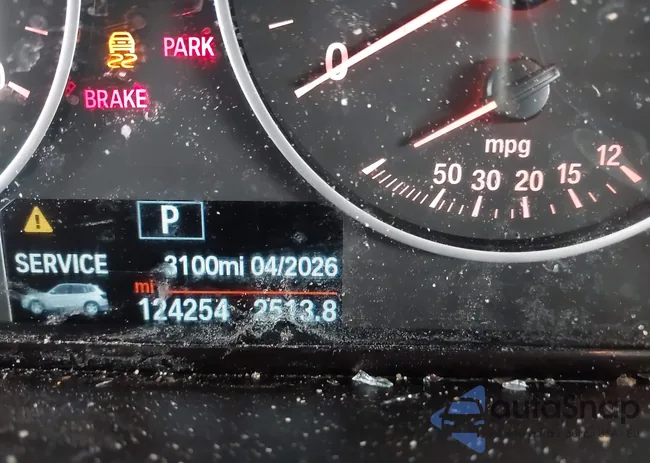 PARK
BRAKE
0
mpg
50 30 20 15 12
P
SERVICE 3100mi 04/2026
mi
124254 2513.8
autoSnap